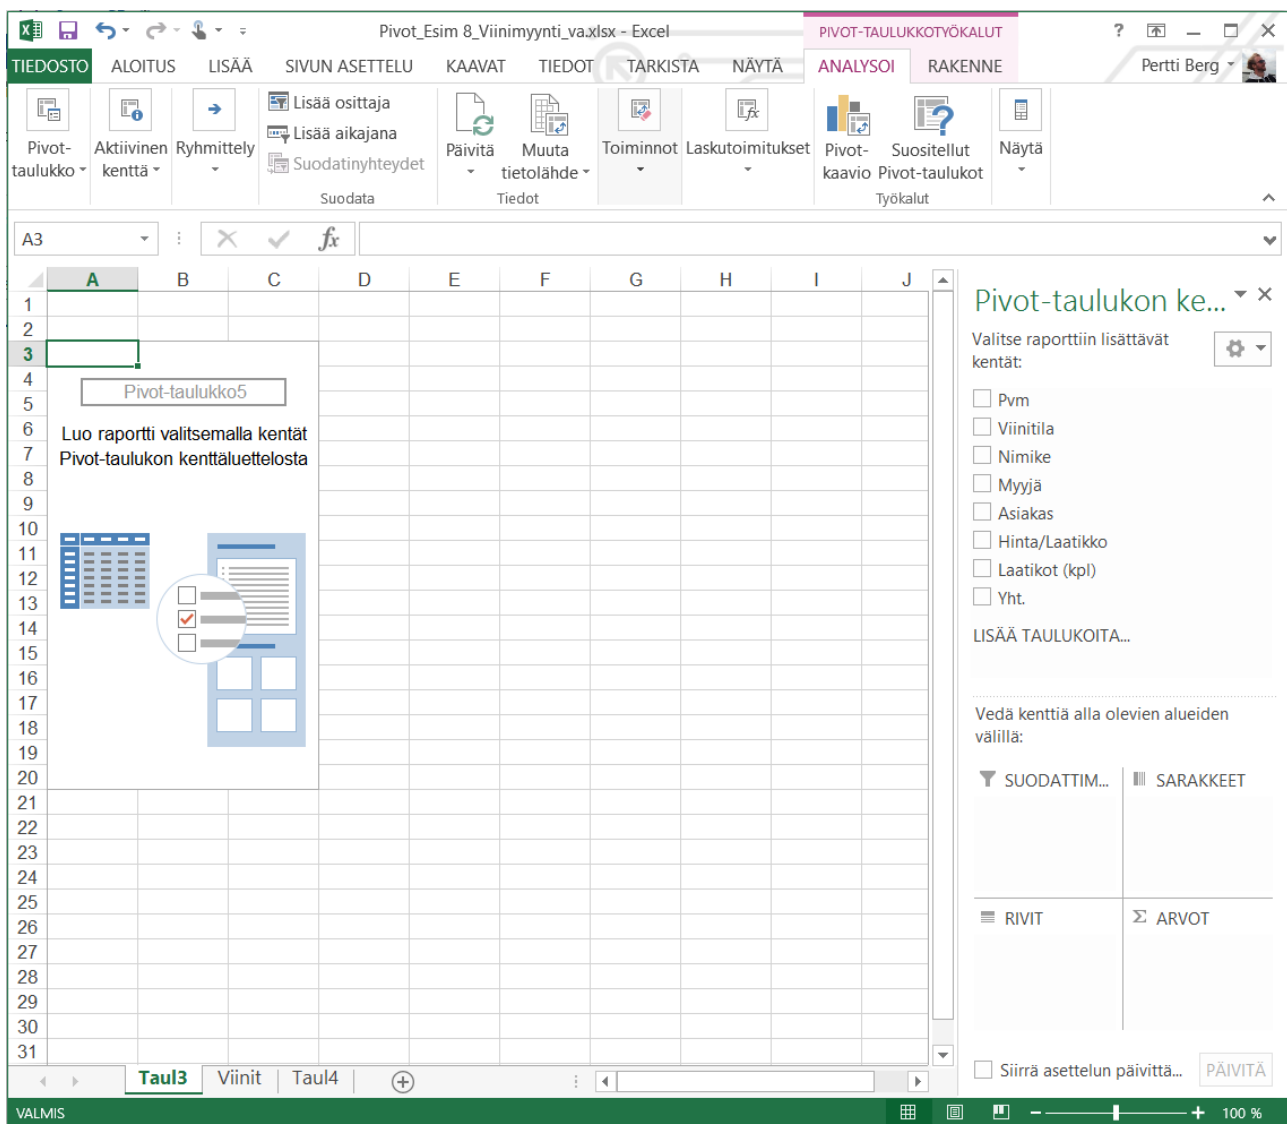 Pivot_Esim 8_Viinimyynti_va.xlsx - Excel
PIVOT-TAULUKKOTYÖKALUT
?
TIEDOSTO ALOITUS LISÄÄ SIVUN ASETTELU KAAVAT TIEDOT TARKISTA NÄYTÄ ANALYSOI RAKENNE Pertti Berg
Pivot-
taulukko
Aktiivinen
kenttä
Ryhmittely
Lisää osittaja
Lisää aikajana
Suodatinyhteydet
Suodata
Päivitä
Muuta
tietolähde
Tiedot
Toiminnot
Laskutoimitukset
Pivot-
kaavio
Suositellut
Pivot-taulukot
Työkalut
Näytä
A3
fx
A B C D E F G H I J
1
2
3
4
5
6
7
8
9
10
11
12
13
14
15
16
17
18
19
20
21
22
23
24
25
26
27
28
29
30
31
Pivot-taulukko5
Luo raportti valitsemalla kentät
Pivot-taulukon kenttäluettelosta
Pivot-taulukon ke...
Valitse raporttiin lisättävät
kentät:
Pvm
Viinitila
Nimike
Myyjä
Asiakas
Hinta/Laatikko
Laatikot (kpl)
Yht.
LISÄÄ TAULUKOITA...
Vedä kenttiä alla olevien alueiden
välillä:
SUODATTIM...
SARAKKEET
RIVIT
Σ ARVOT
Siirrä asettelun päivittä...
PÄIVITÄ
Taul3 Viinit Taul4
VALMIS
100 %